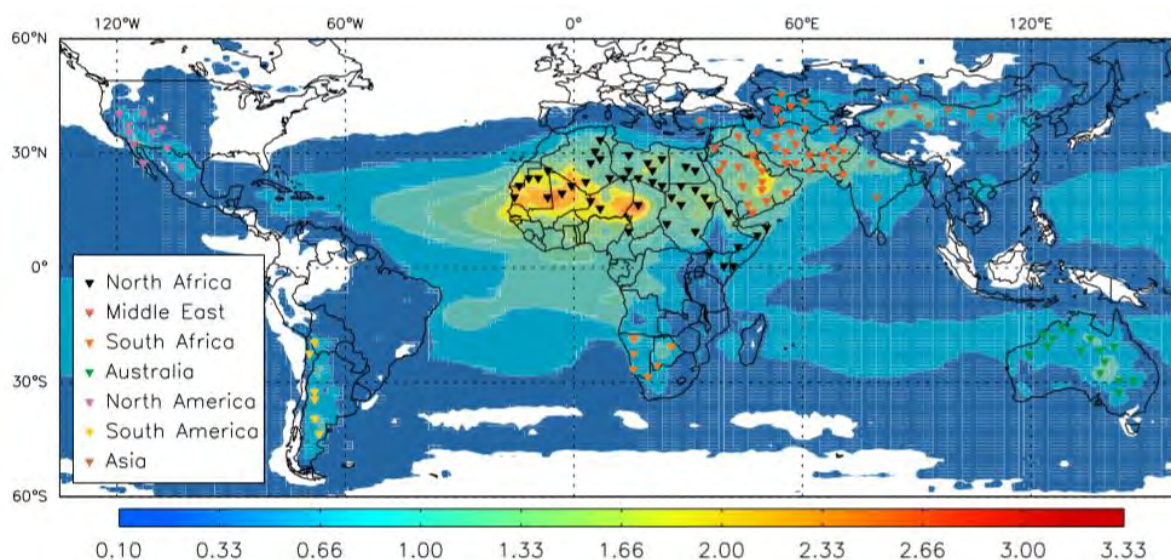 120°W 60°W 0° 60°E 120°E
60°N
30°N
0°
30°S
60°S
North Africa
Middle East
South Africa
Australia
North America
South America
Asia
0.10 0.33 0.66 1.00 1.33 1.66 2.00 2.33 2.66 3.00 3.33